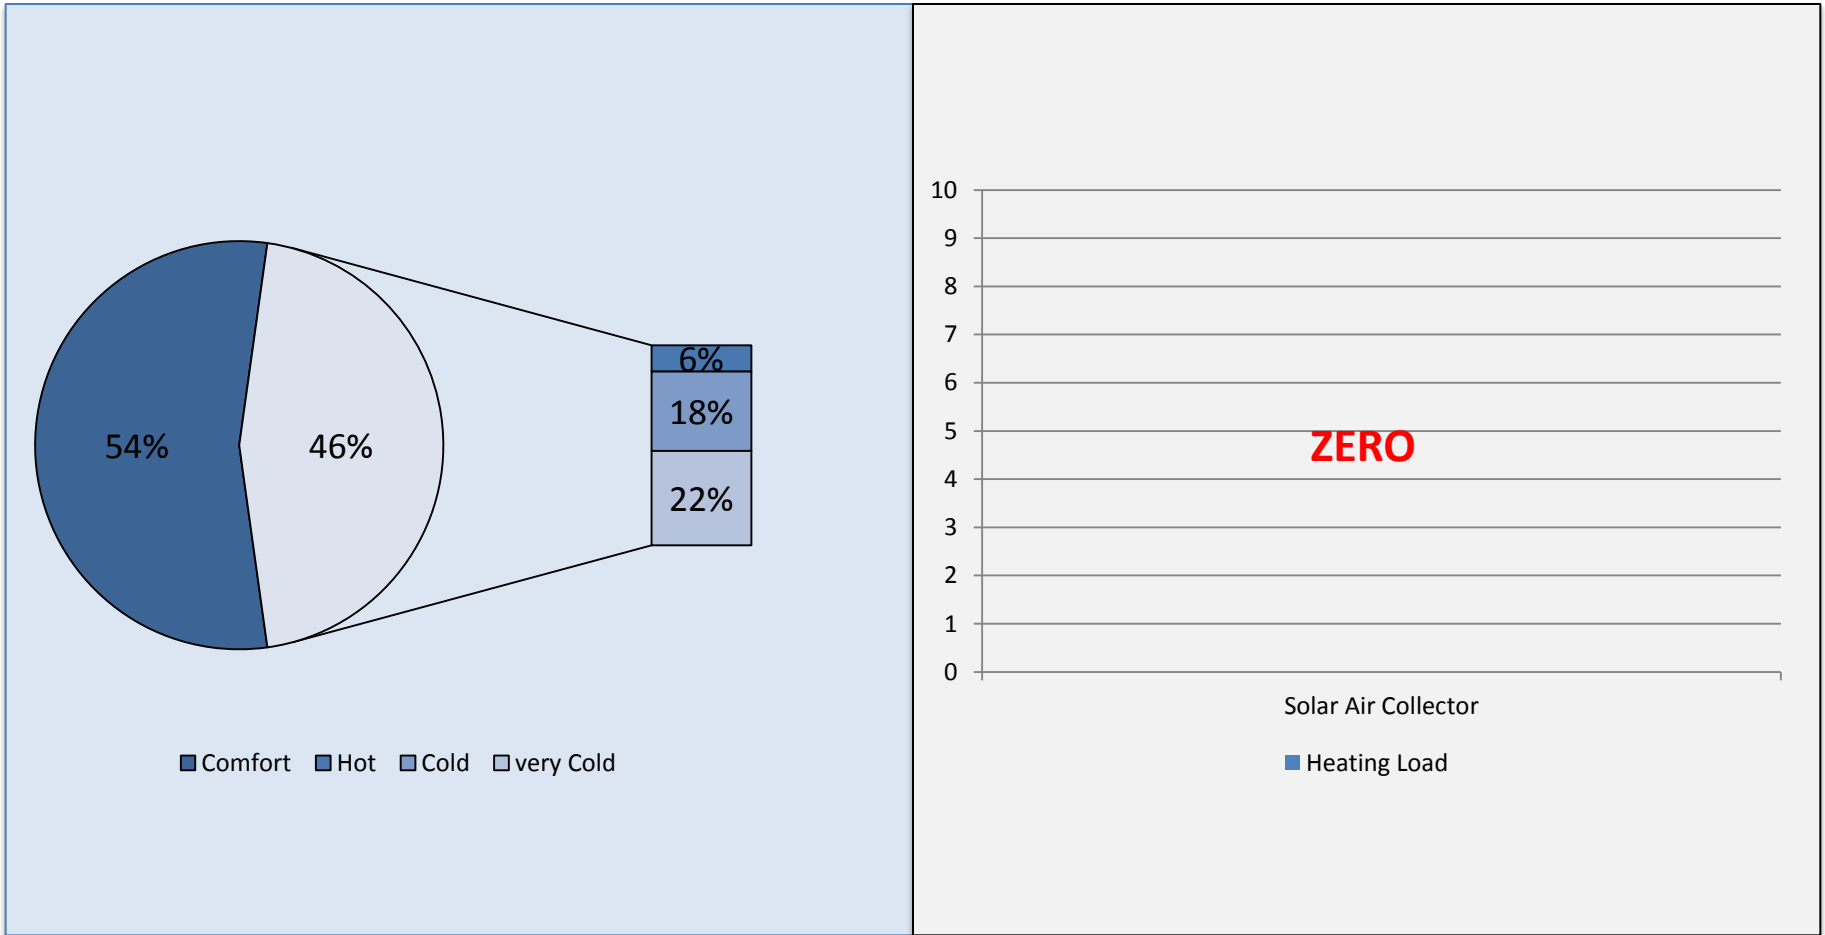 6%
18%
54%
46%
22%
Comfort
Hot
Cold
very Cold
10
9
8
7
6
5
ZERO
4
3
2
1
0
Solar Air Collector
Heating Load